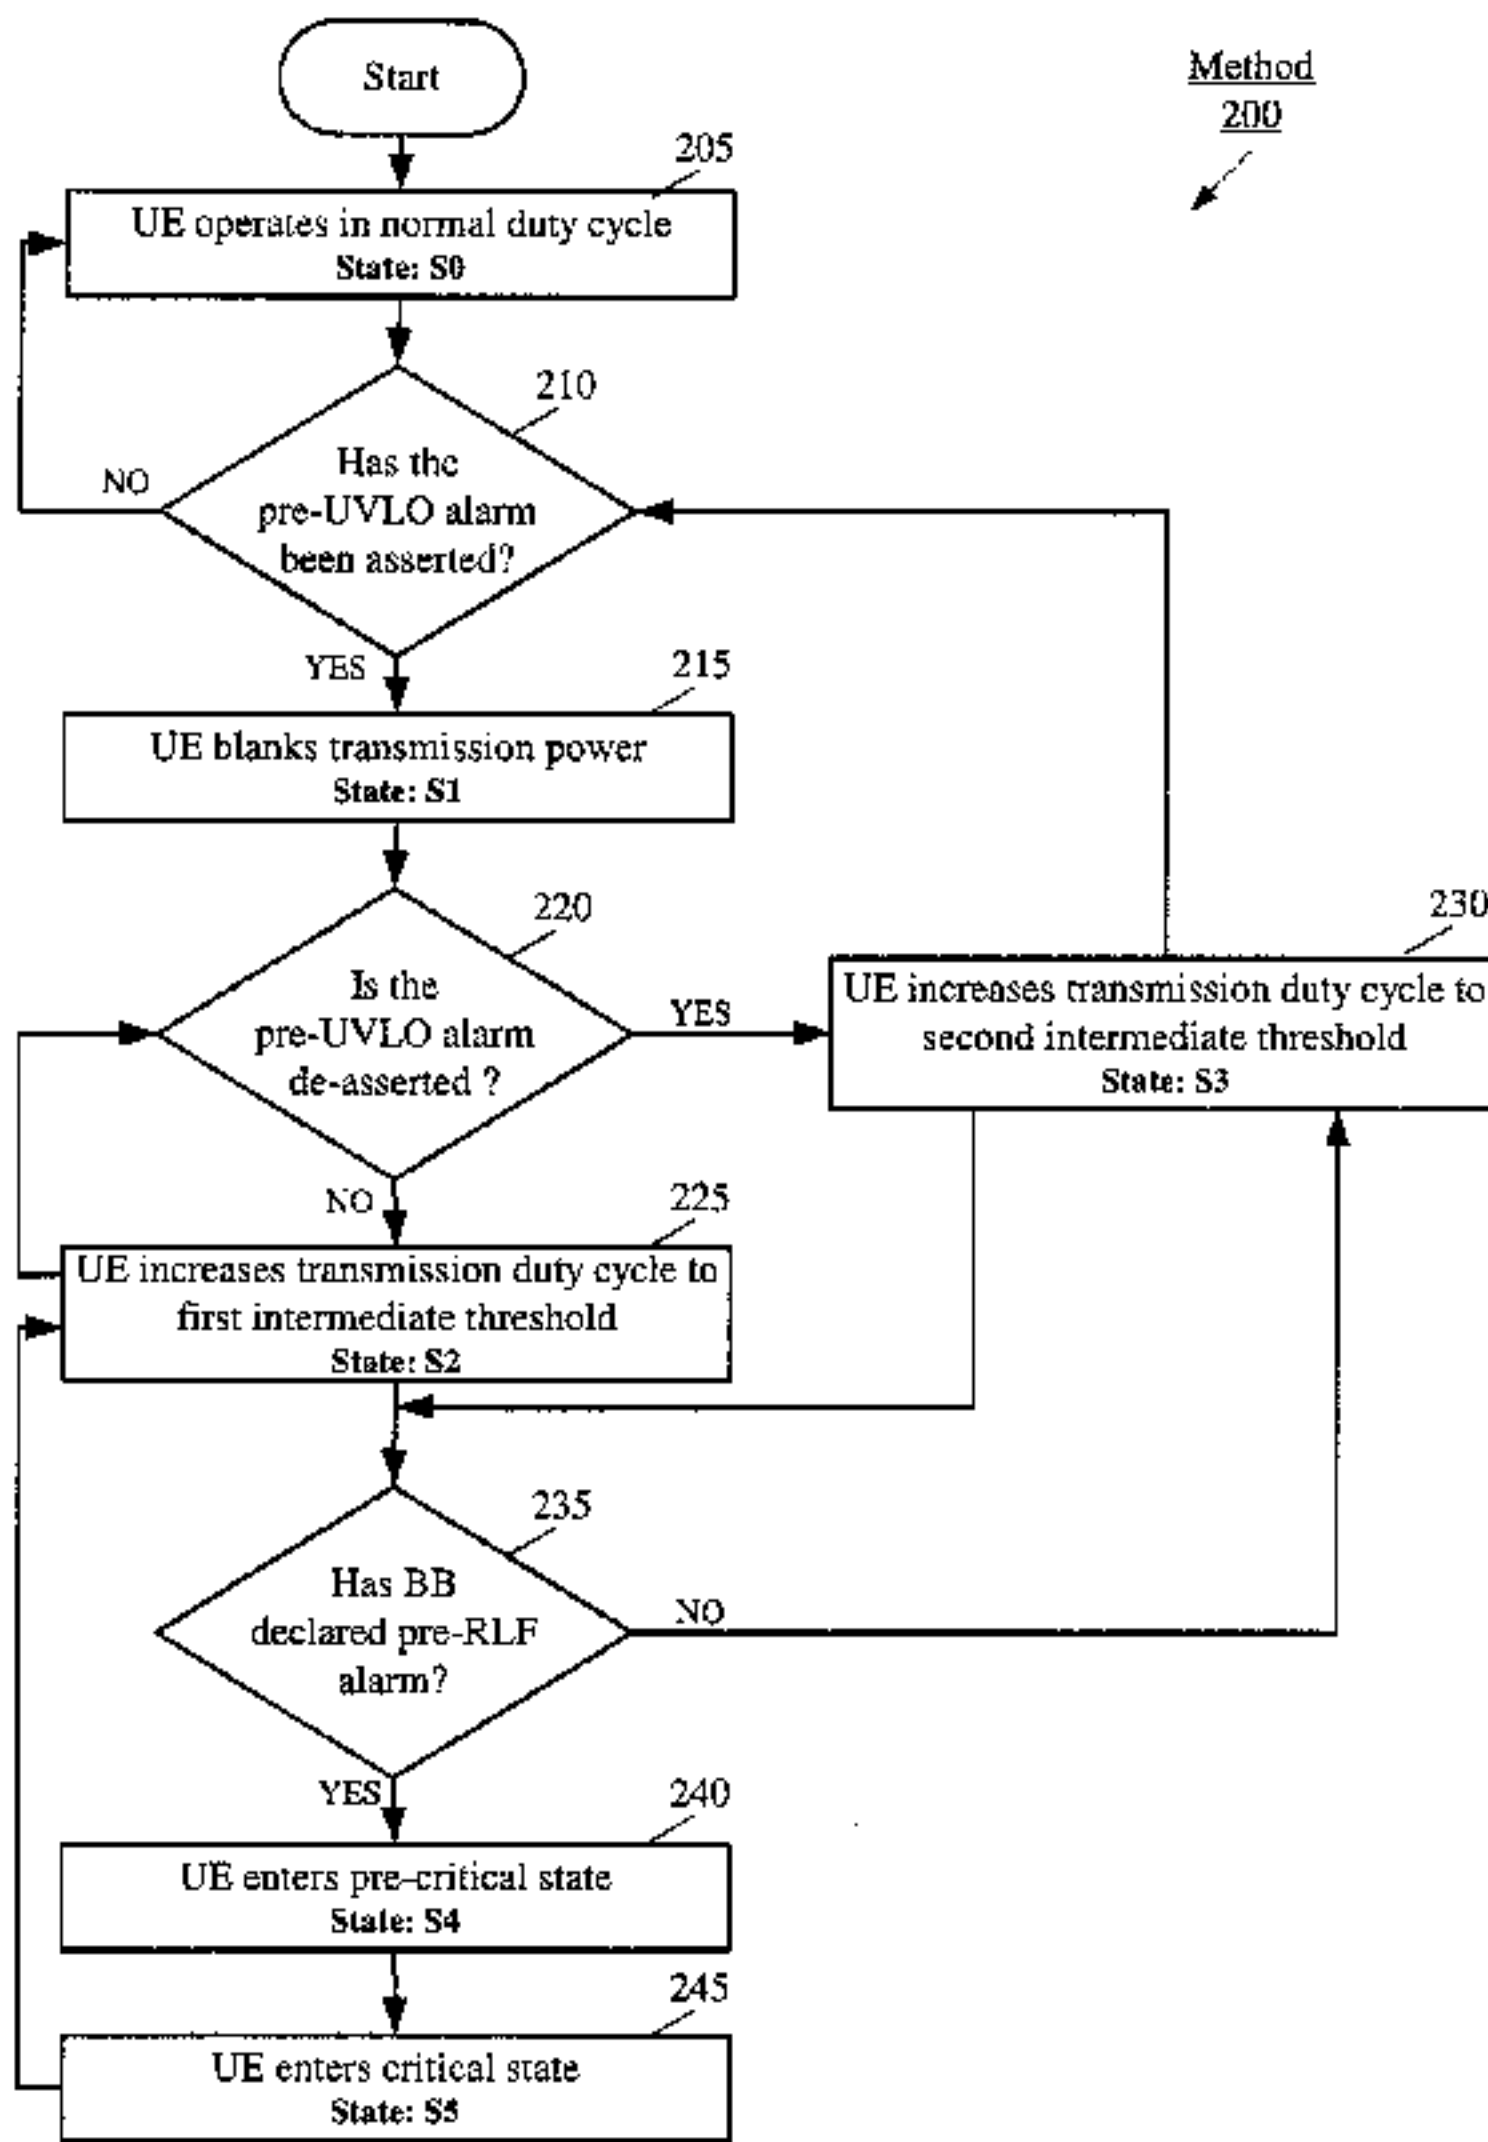 Start
Method
200
205
UE operates in normal duty cycle
State: S0
210
Has the
pre-UVLO alarm
been asserted?
NO
YES
215
UE blanks transmission power
State: S1
220
Is the
pre-UVLO alarm
de-asserted ?
YES
NO
230
UE increases transmission duty cycle to
second intermediate threshold
State: S3
225
UE increases transmission duty cycle to
first intermediate threshold
State: S2
235
Has BB
declared pre-RLF
alarm?
NO
YES
240
UE enters pre-critical state
State: S4
245
UE enters critical state
State: S5